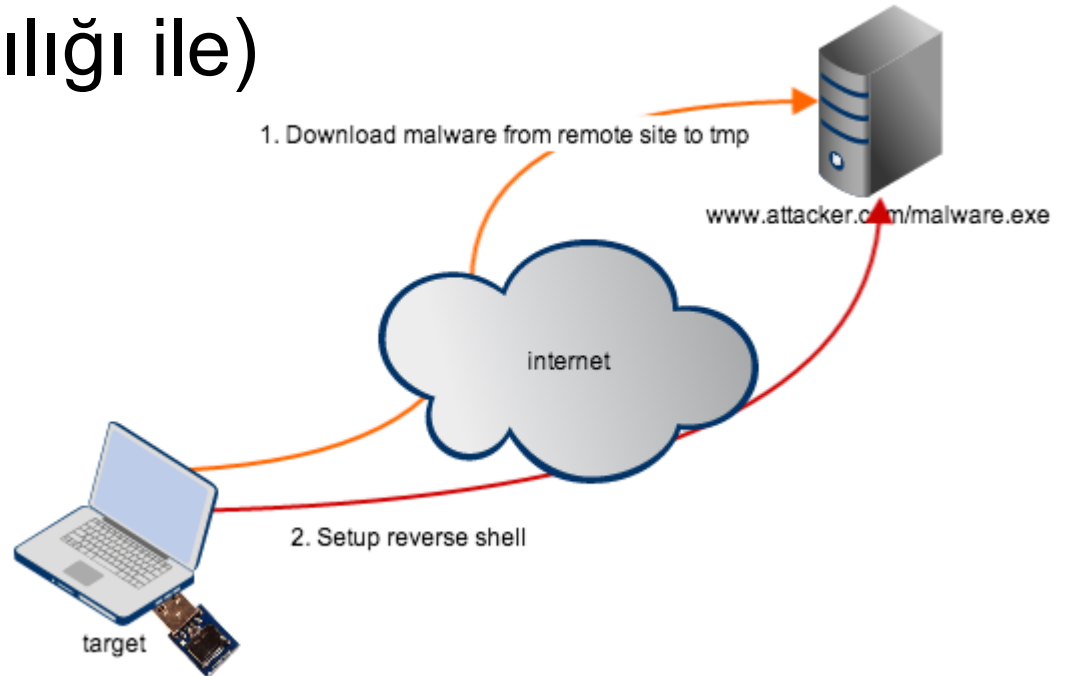 ılığı ile)
1. Download malware from remote site to tmp
www.attacker.com/malware.exe
internet
2. Setup reverse shell
target